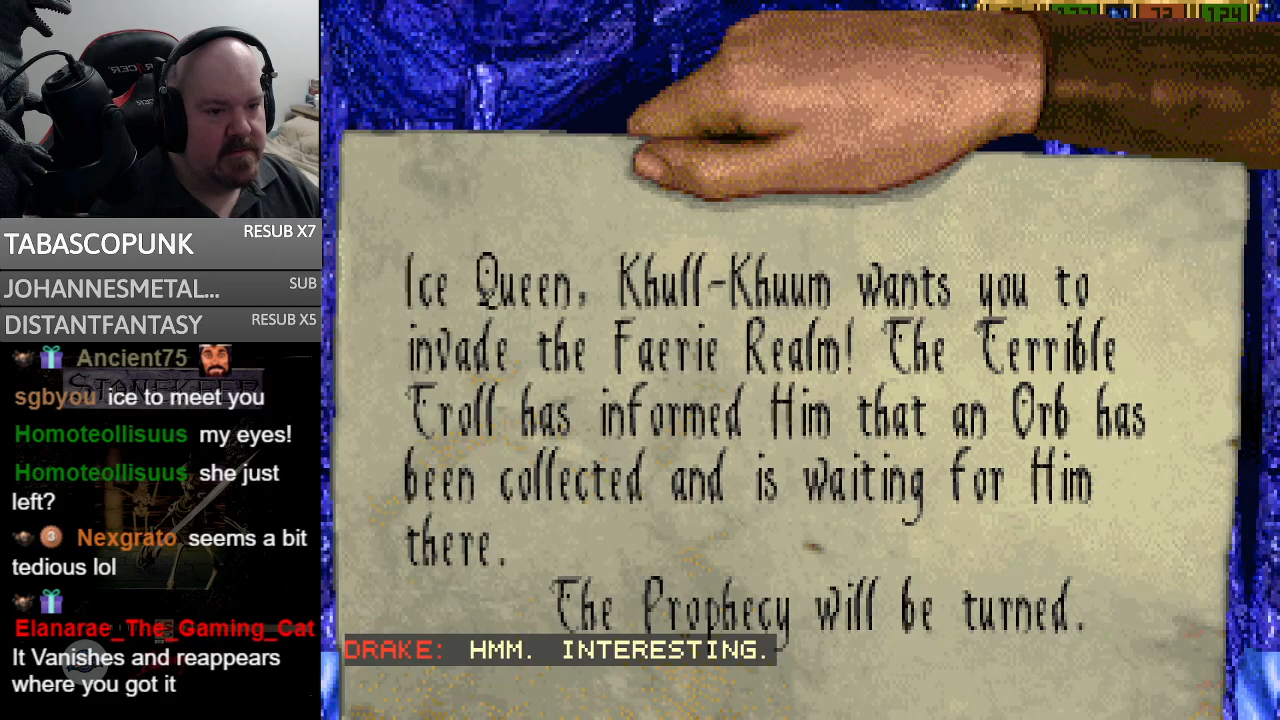 TABASCOPUNK RESUB X7
JOHANNESMETAL... SUB
DISTANTFANTASY RESUB X5
Ancient75
STONEKEEP
sgbyou ice to meet you
Homoteollisuus my eyes!
Homoteollisuus she just
left?
Nexgrato seems a bit
tedious lol
Elanarae_The_Gaming_Cat
It Vanishes and reappears
where you got it
Ice Queen, Khull-Khuum wants you to
invade the Faerie Realm! The Terrible
Troll has informed Him that an Orb has
been collected and is waiting for Him
there.
The Prophecy will be turned.
DRAKE: HMM. INTERESTING.